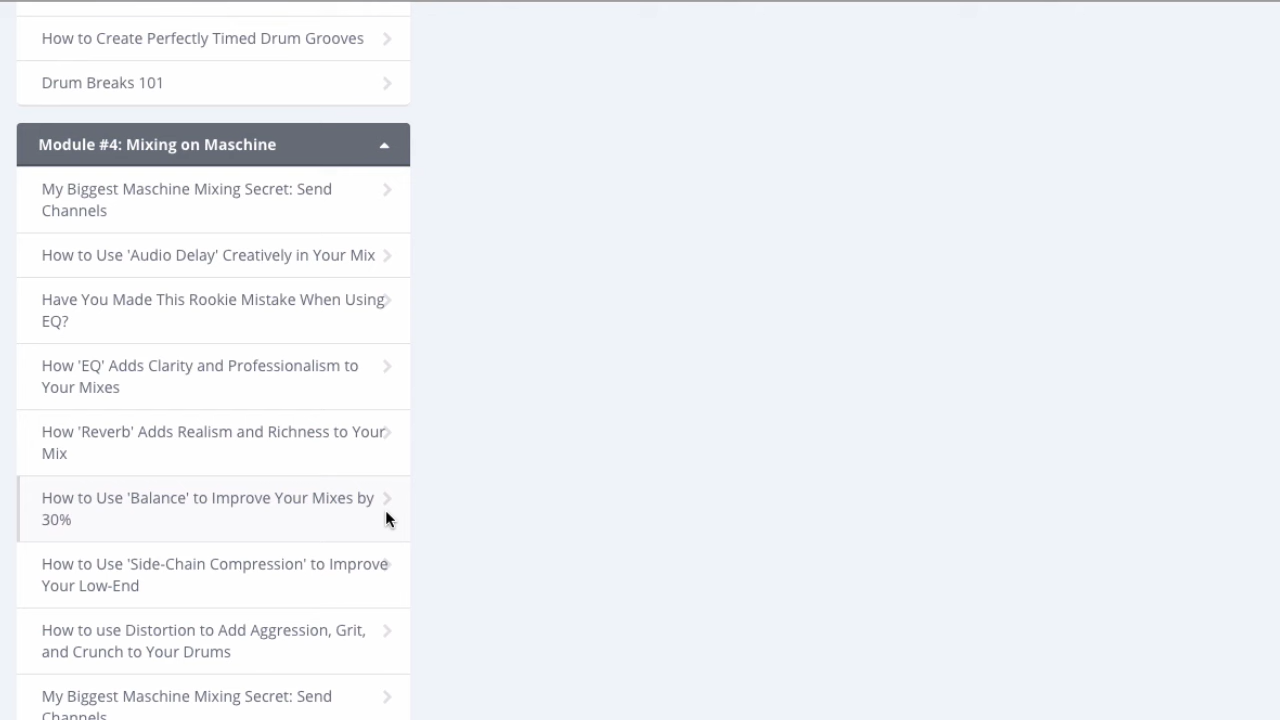 How to Create Perfectly Timed Drum Grooves
Drum Breaks 101
Module #4: Mixing on Maschine
My Biggest Maschine Mixing Secret: Send
Channels
How to Use 'Audio Delay' Creatively in Your Mix
Have You Made This Rookie Mistake When Using
EQ?
How 'EQ' Adds Clarity and Professionalism to
Your Mixes
How 'Reverb' Adds Realism and Richness to Your
Mix
How to Use 'Balance' to Improve Your Mixes by
30%
How to Use 'Side-Chain Compression' to Improve
Your Low-End
How to use Distortion to Add Aggression, Grit,
and Crunch to Your Drums
My Biggest Maschine Mixing Secret: Send
Channels